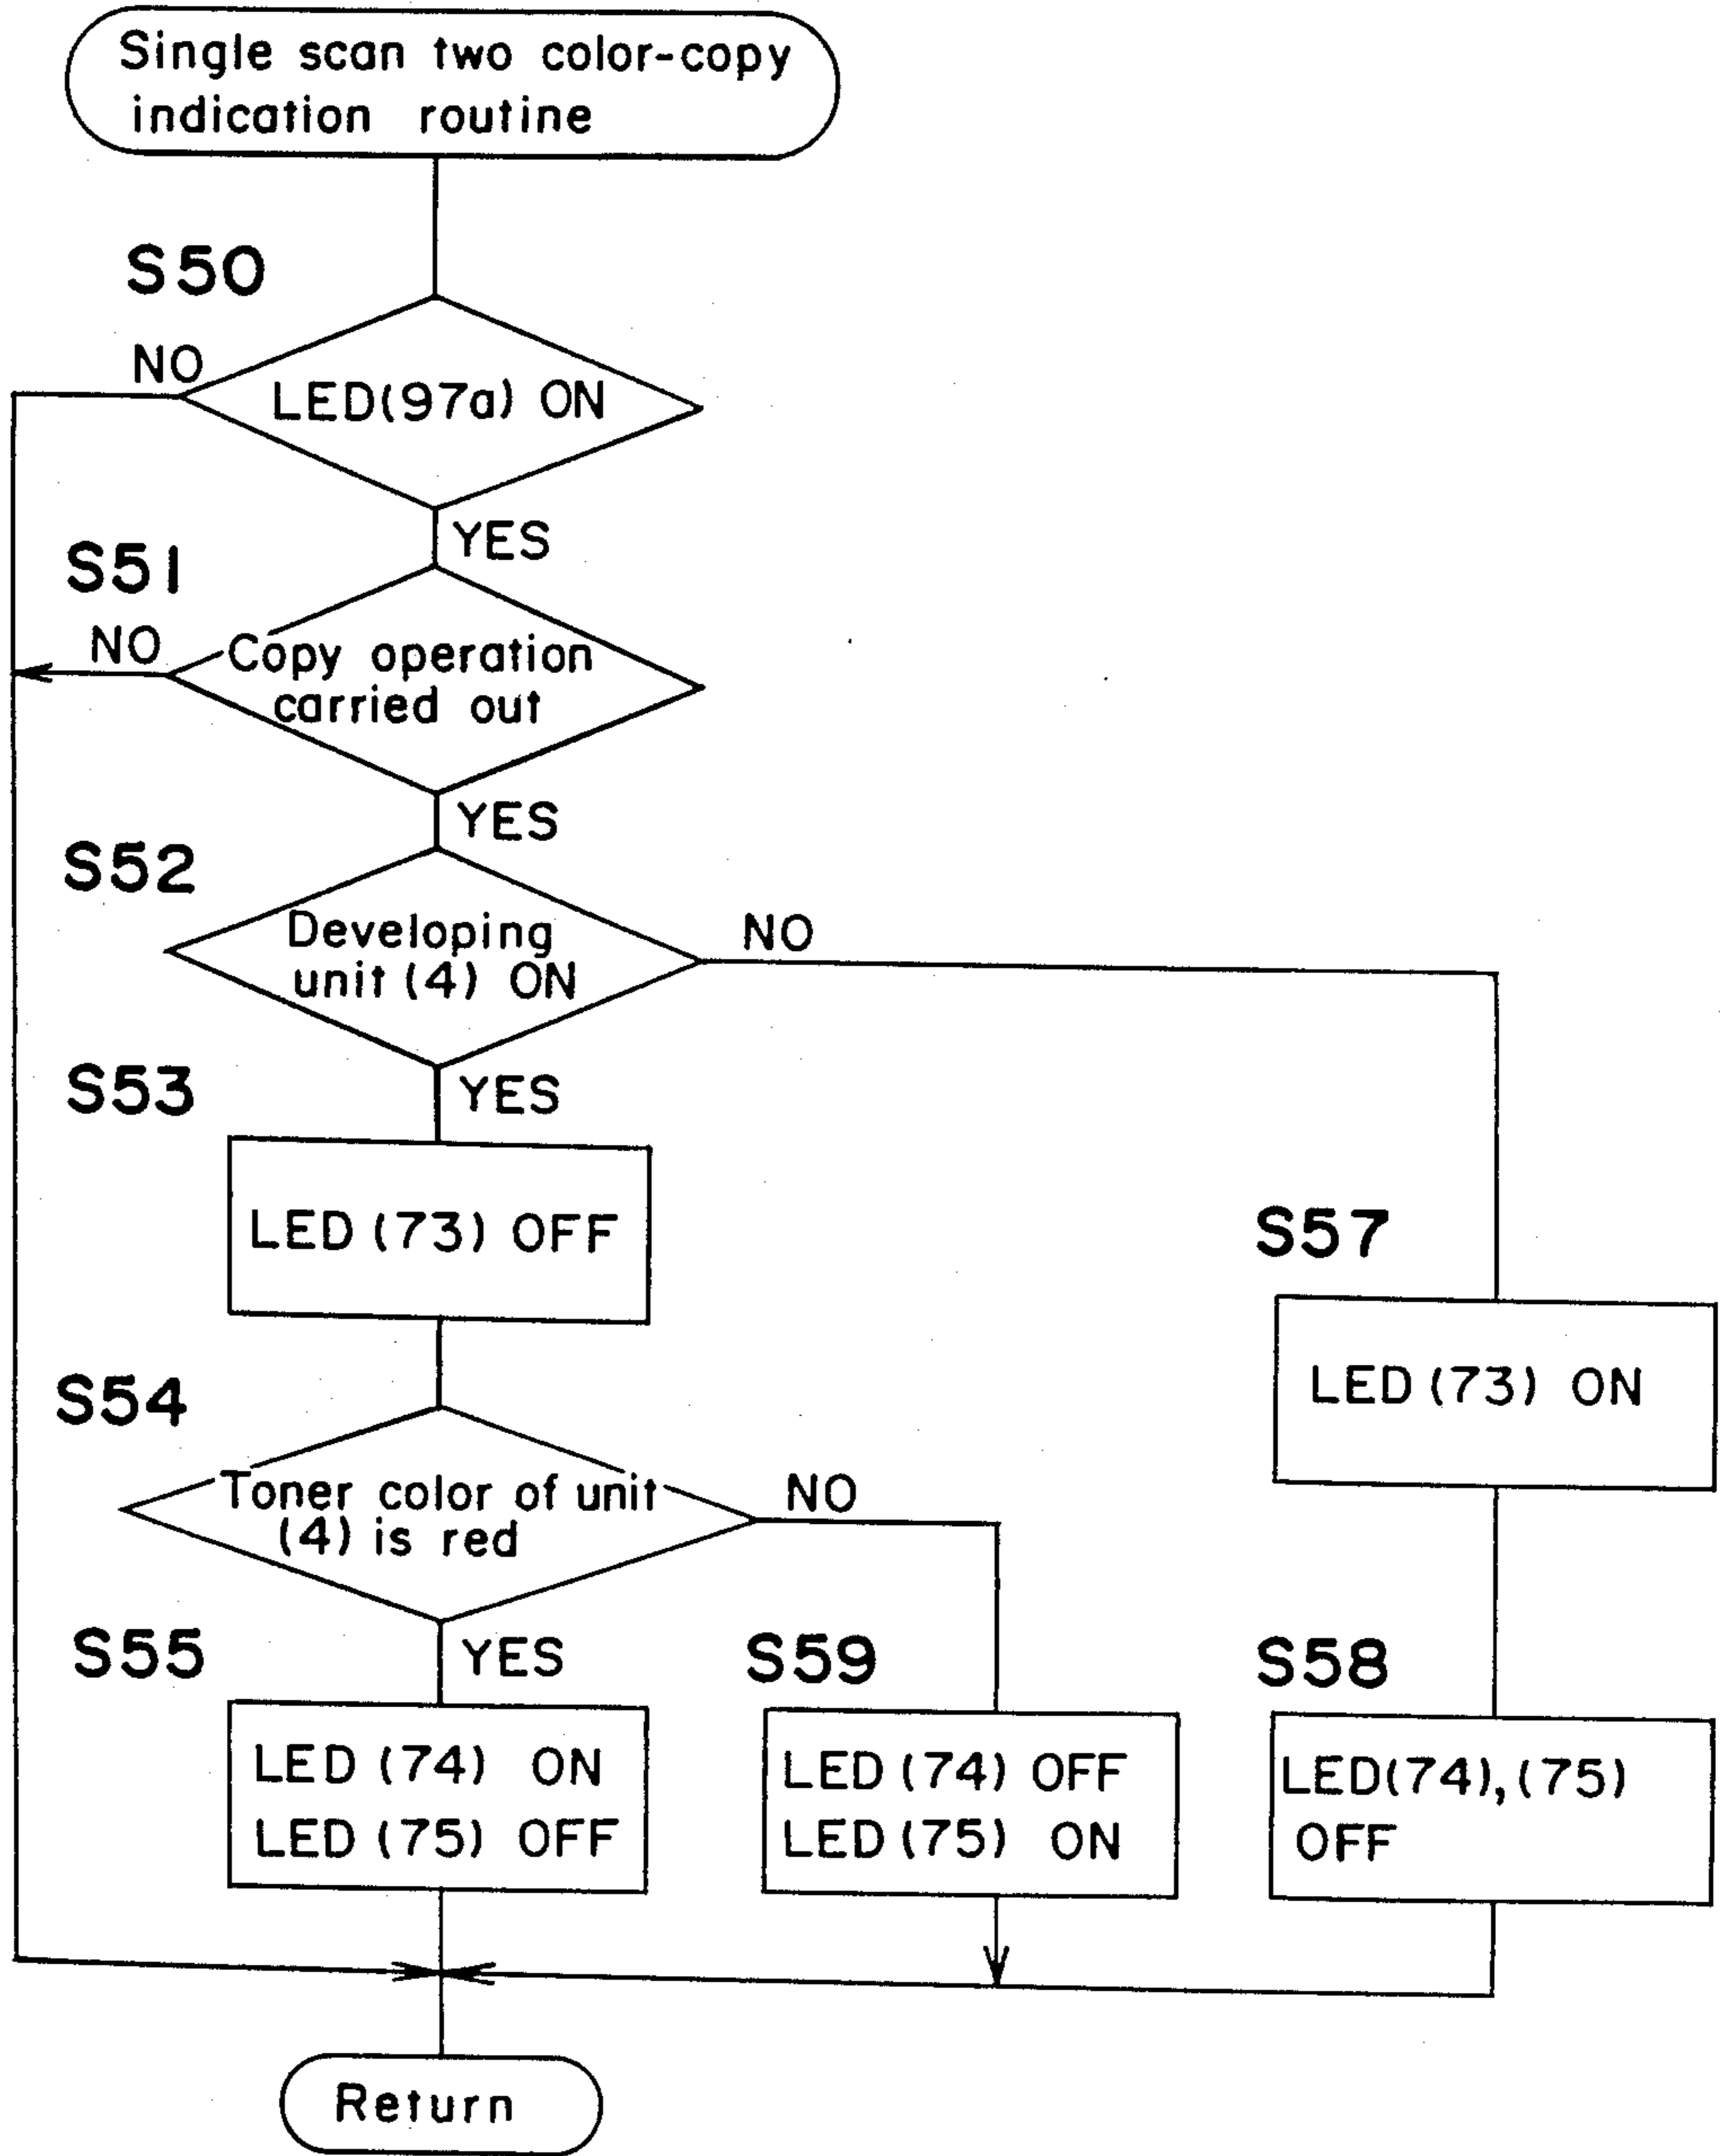 Single scan two color-copy
indication routine
S50
NO
LED(97a) ON
YES
S51
NO
Copy operation
carried out
YES
S52
Developing
unit (4) ON
NO
YES
S53
LED (73) OFF
S57
LED (73) ON
S54
Toner color of unit
(4) is red
NO
YES
S55
LED (74) ON
LED (75) OFF
S59
LED (74) OFF
LED (75) ON
S58
LED(74), (75)
OFF
Return